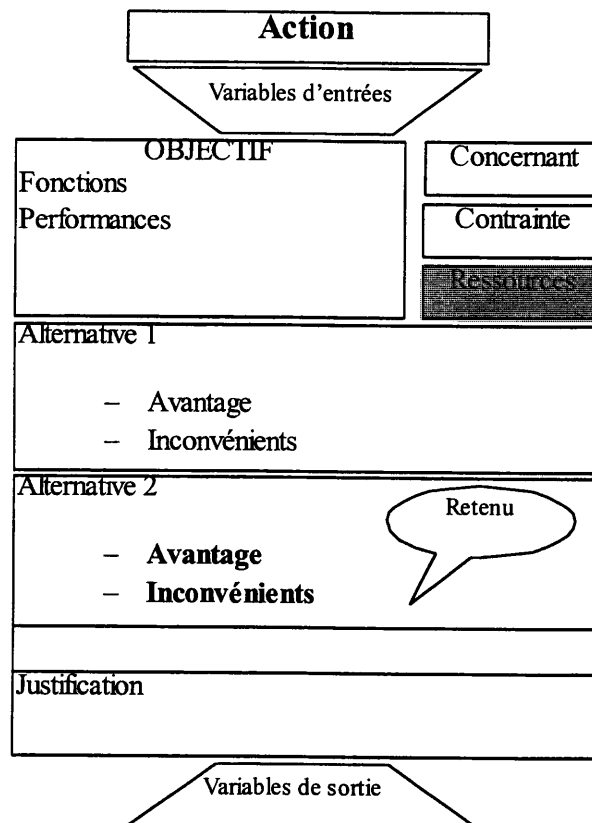 Action
Variables d'entrées
OBJECTIF
Fonctions
Performances
Concernant
Contrainte
Ressources
Alternative 1
– Avantage
– Inconvénients
Alternative 2
Retenu
– Avantage
– Inconvénients
Justification
Variables de sortie